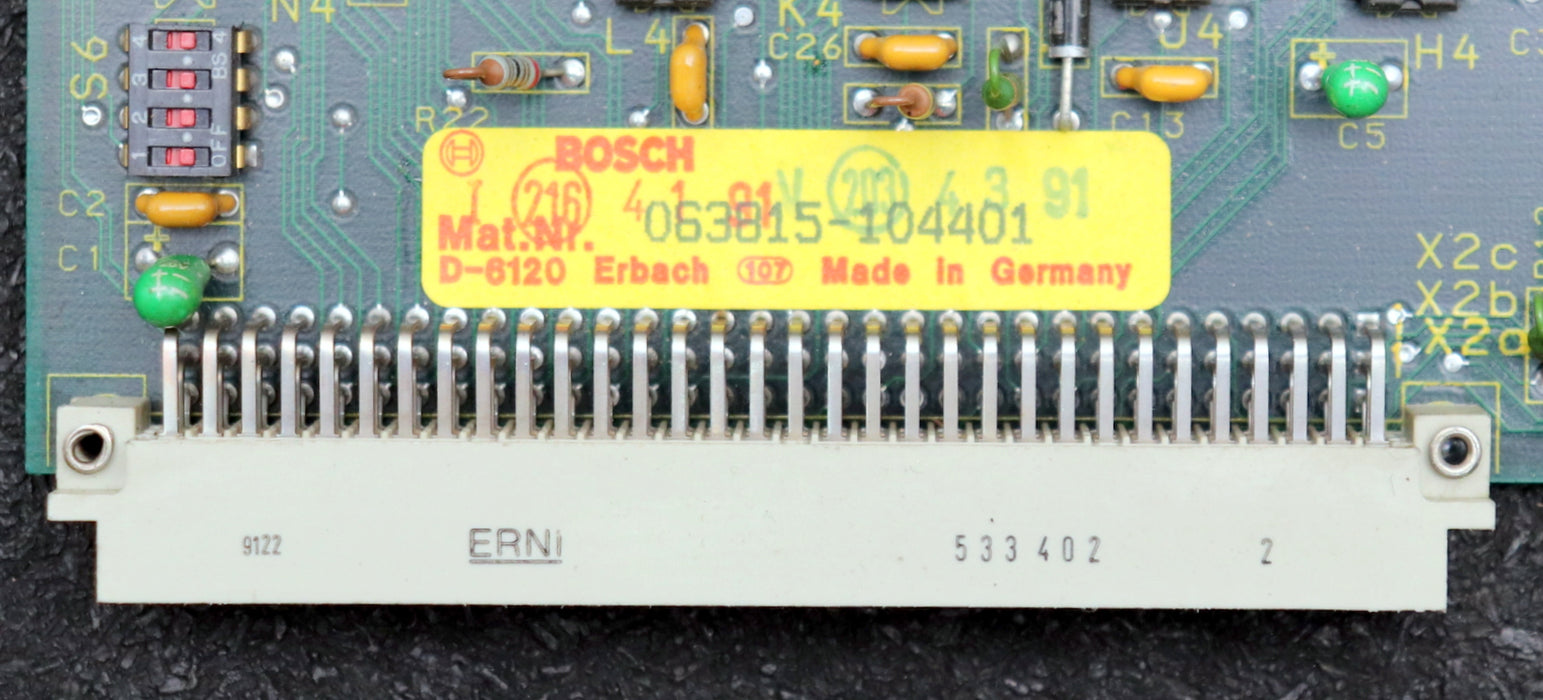 N4
L4
K4
C26
J4
H4
S6
4
3
2
1
BS 4
OFF
R22
C13
C5
C2
C1
+
BOSCH
I 216 4 1 91 V 203 4 3 91
Mat.Nr. 063815-104401
D-6120 Erbach 107 Made in Germany
X2c
X2b
X2a
9122
ERNI
533402
2